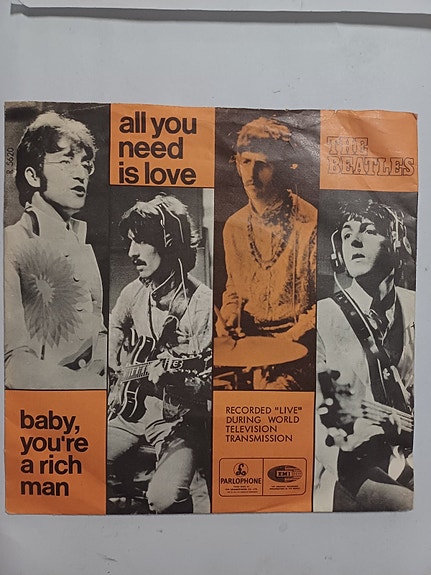 R 5620
all you
need
is love
THE
BEATLES
baby,
you're
a rich
man
RECORDED "LIVE"
DURING WORLD
TELEVISION
TRANSMISSION
PARLOPHONE
EMI